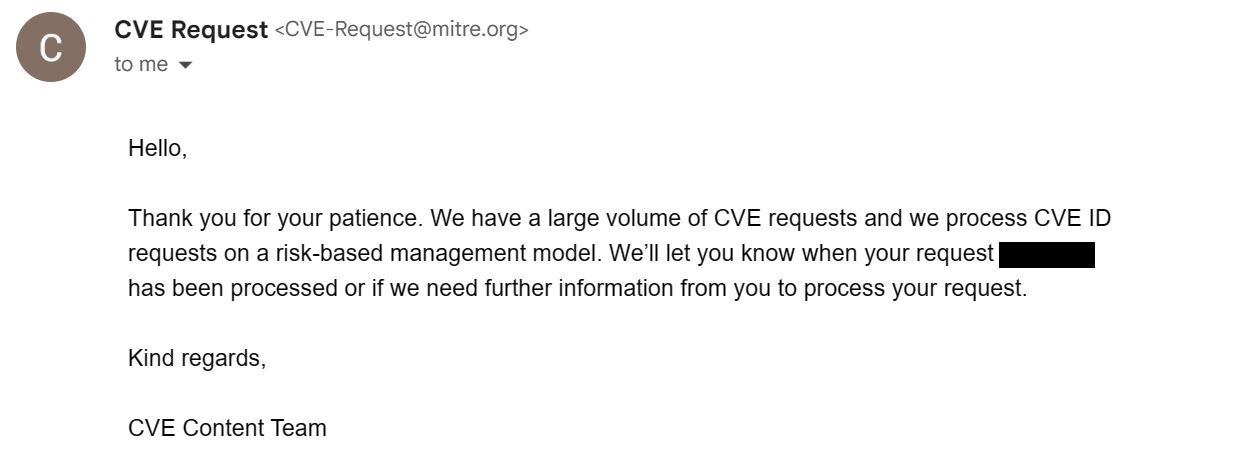 C
CVE Request <CVE-Request@mitre.org>
to me
Hello,
Thank you for your patience. We have a large volume of CVE requests and we process CVE ID
requests on a risk-based management model. We’ll let you know when your request
has been processed or if we need further information from you to process your request.
Kind regards,
CVE Content Team